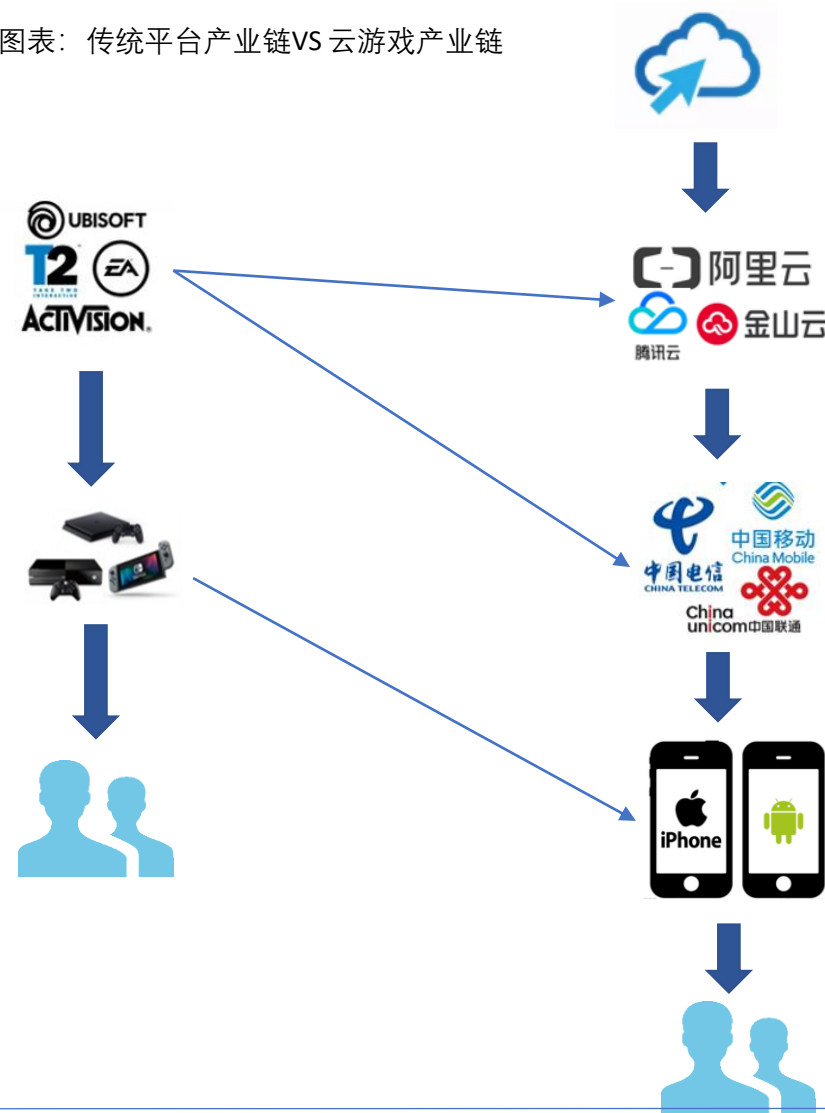 图表：传统平台产业链VS 云游戏产业链
UBISOFT
T2
TAKE TWO
INTERACTIVE
EA
ACTIVISION.
阿里云
腾讯云
金山云
中国电信
CHINA TELECOM
中国移动
China Mobile
China
unicom中国联通
iPhone